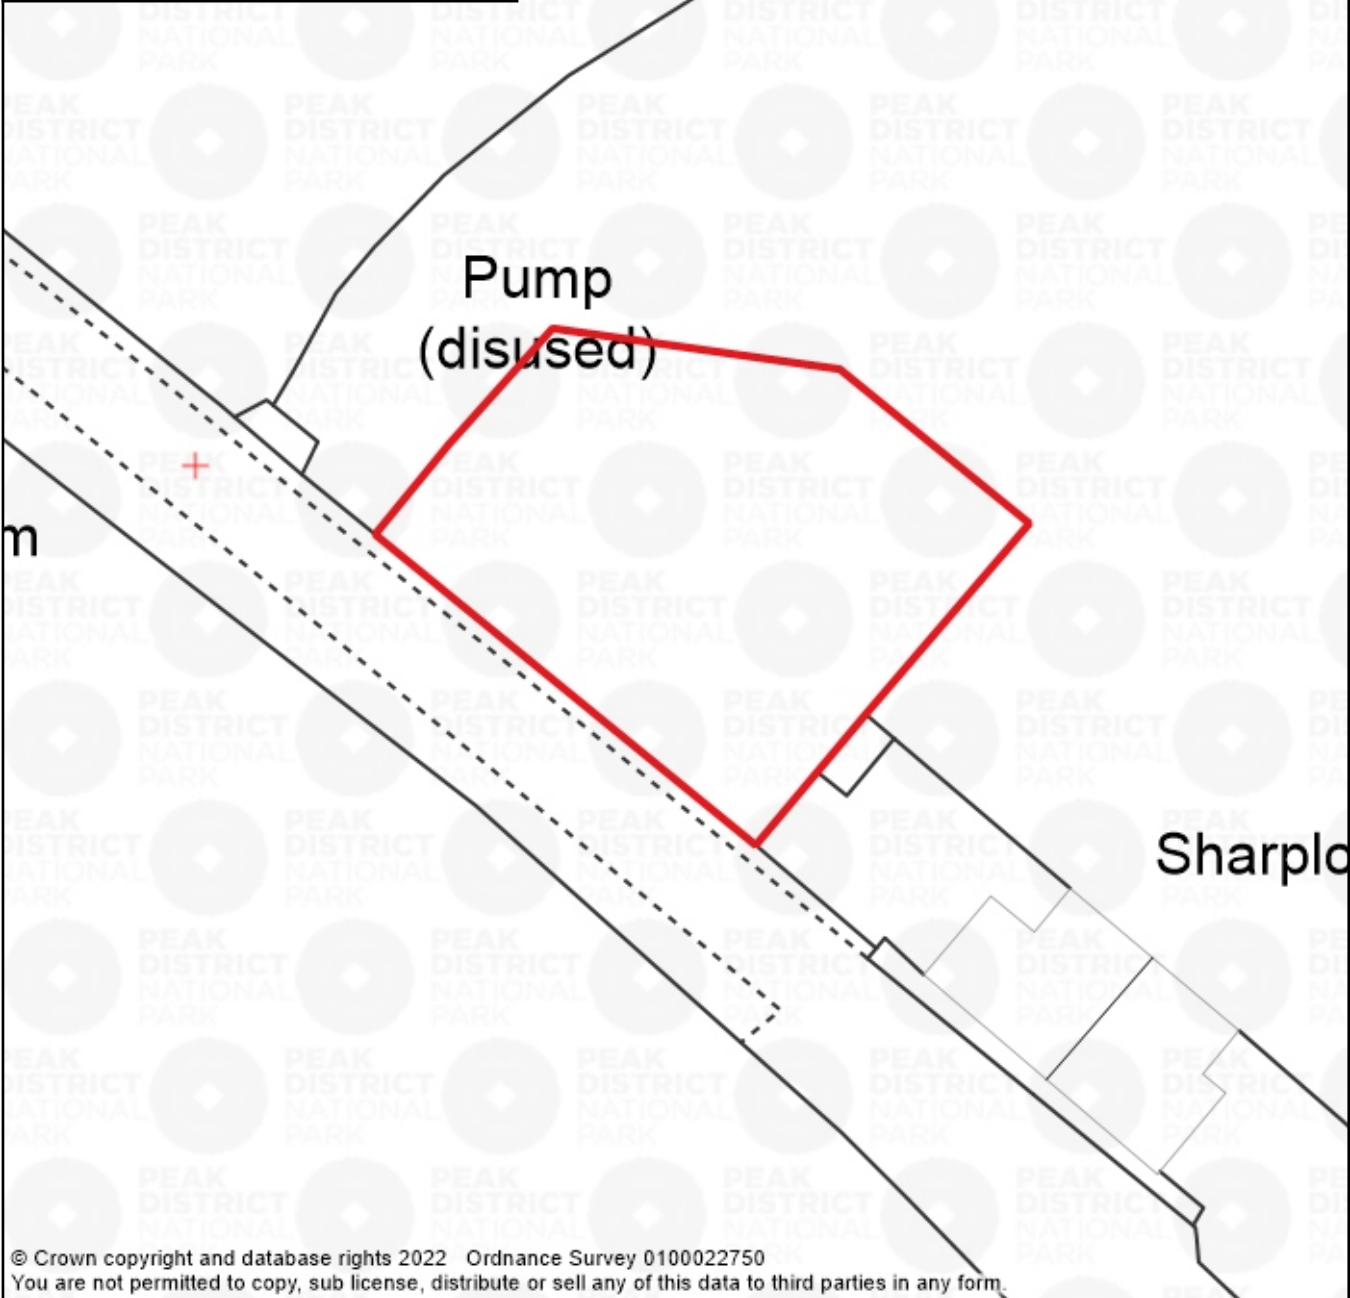 Pump
(disused)
m
Sharplo
PEAK
DISTRICT
NATIONAL
PARK
© Crown copyright and database rights 2022 Ordnance Survey 0100022750
You are not permitted to copy, sub license, distribute or sell any of this data to third parties in any form.